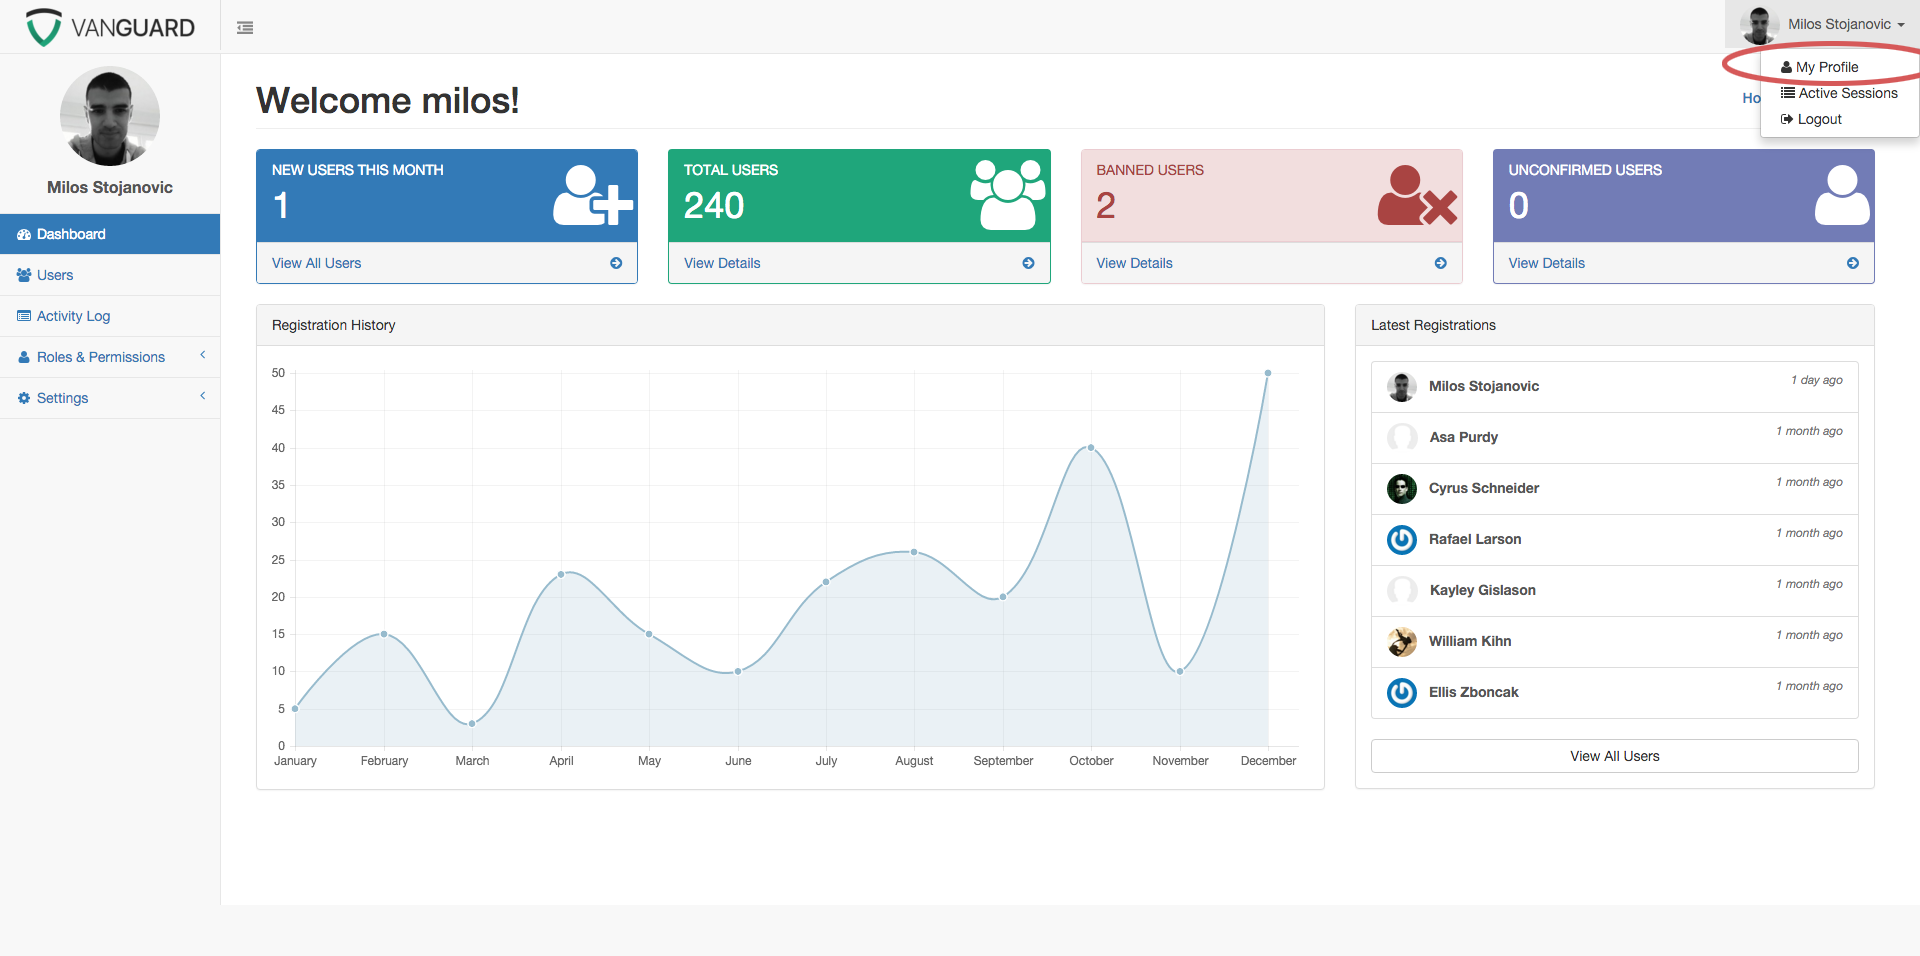 VANGUARD
Milos Stojanovic
My Profile
Active Sessions
Logout
Milos Stojanovic
Dashboard
Users
Activity Log
Roles & Permissions
Settings
Welcome milos!
Ho
NEW USERS THIS MONTH
1
View All Users
TOTAL USERS
240
View Details
BANNED USERS
2
View Details
UNCONFIRMED USERS
0
View Details
Registration History
50
45
40
35
30
25
20
15
10
5
0
January February March April May June July August September October November December
Latest Registrations
Milos Stojanovic 1 day ago
Asa Purdy 1 month ago
Cyrus Schneider 1 month ago
Rafael Larson 1 month ago
Kayley Gislason 1 month ago
William Kihn 1 month ago
Ellis Zboncak 1 month ago
View All Users